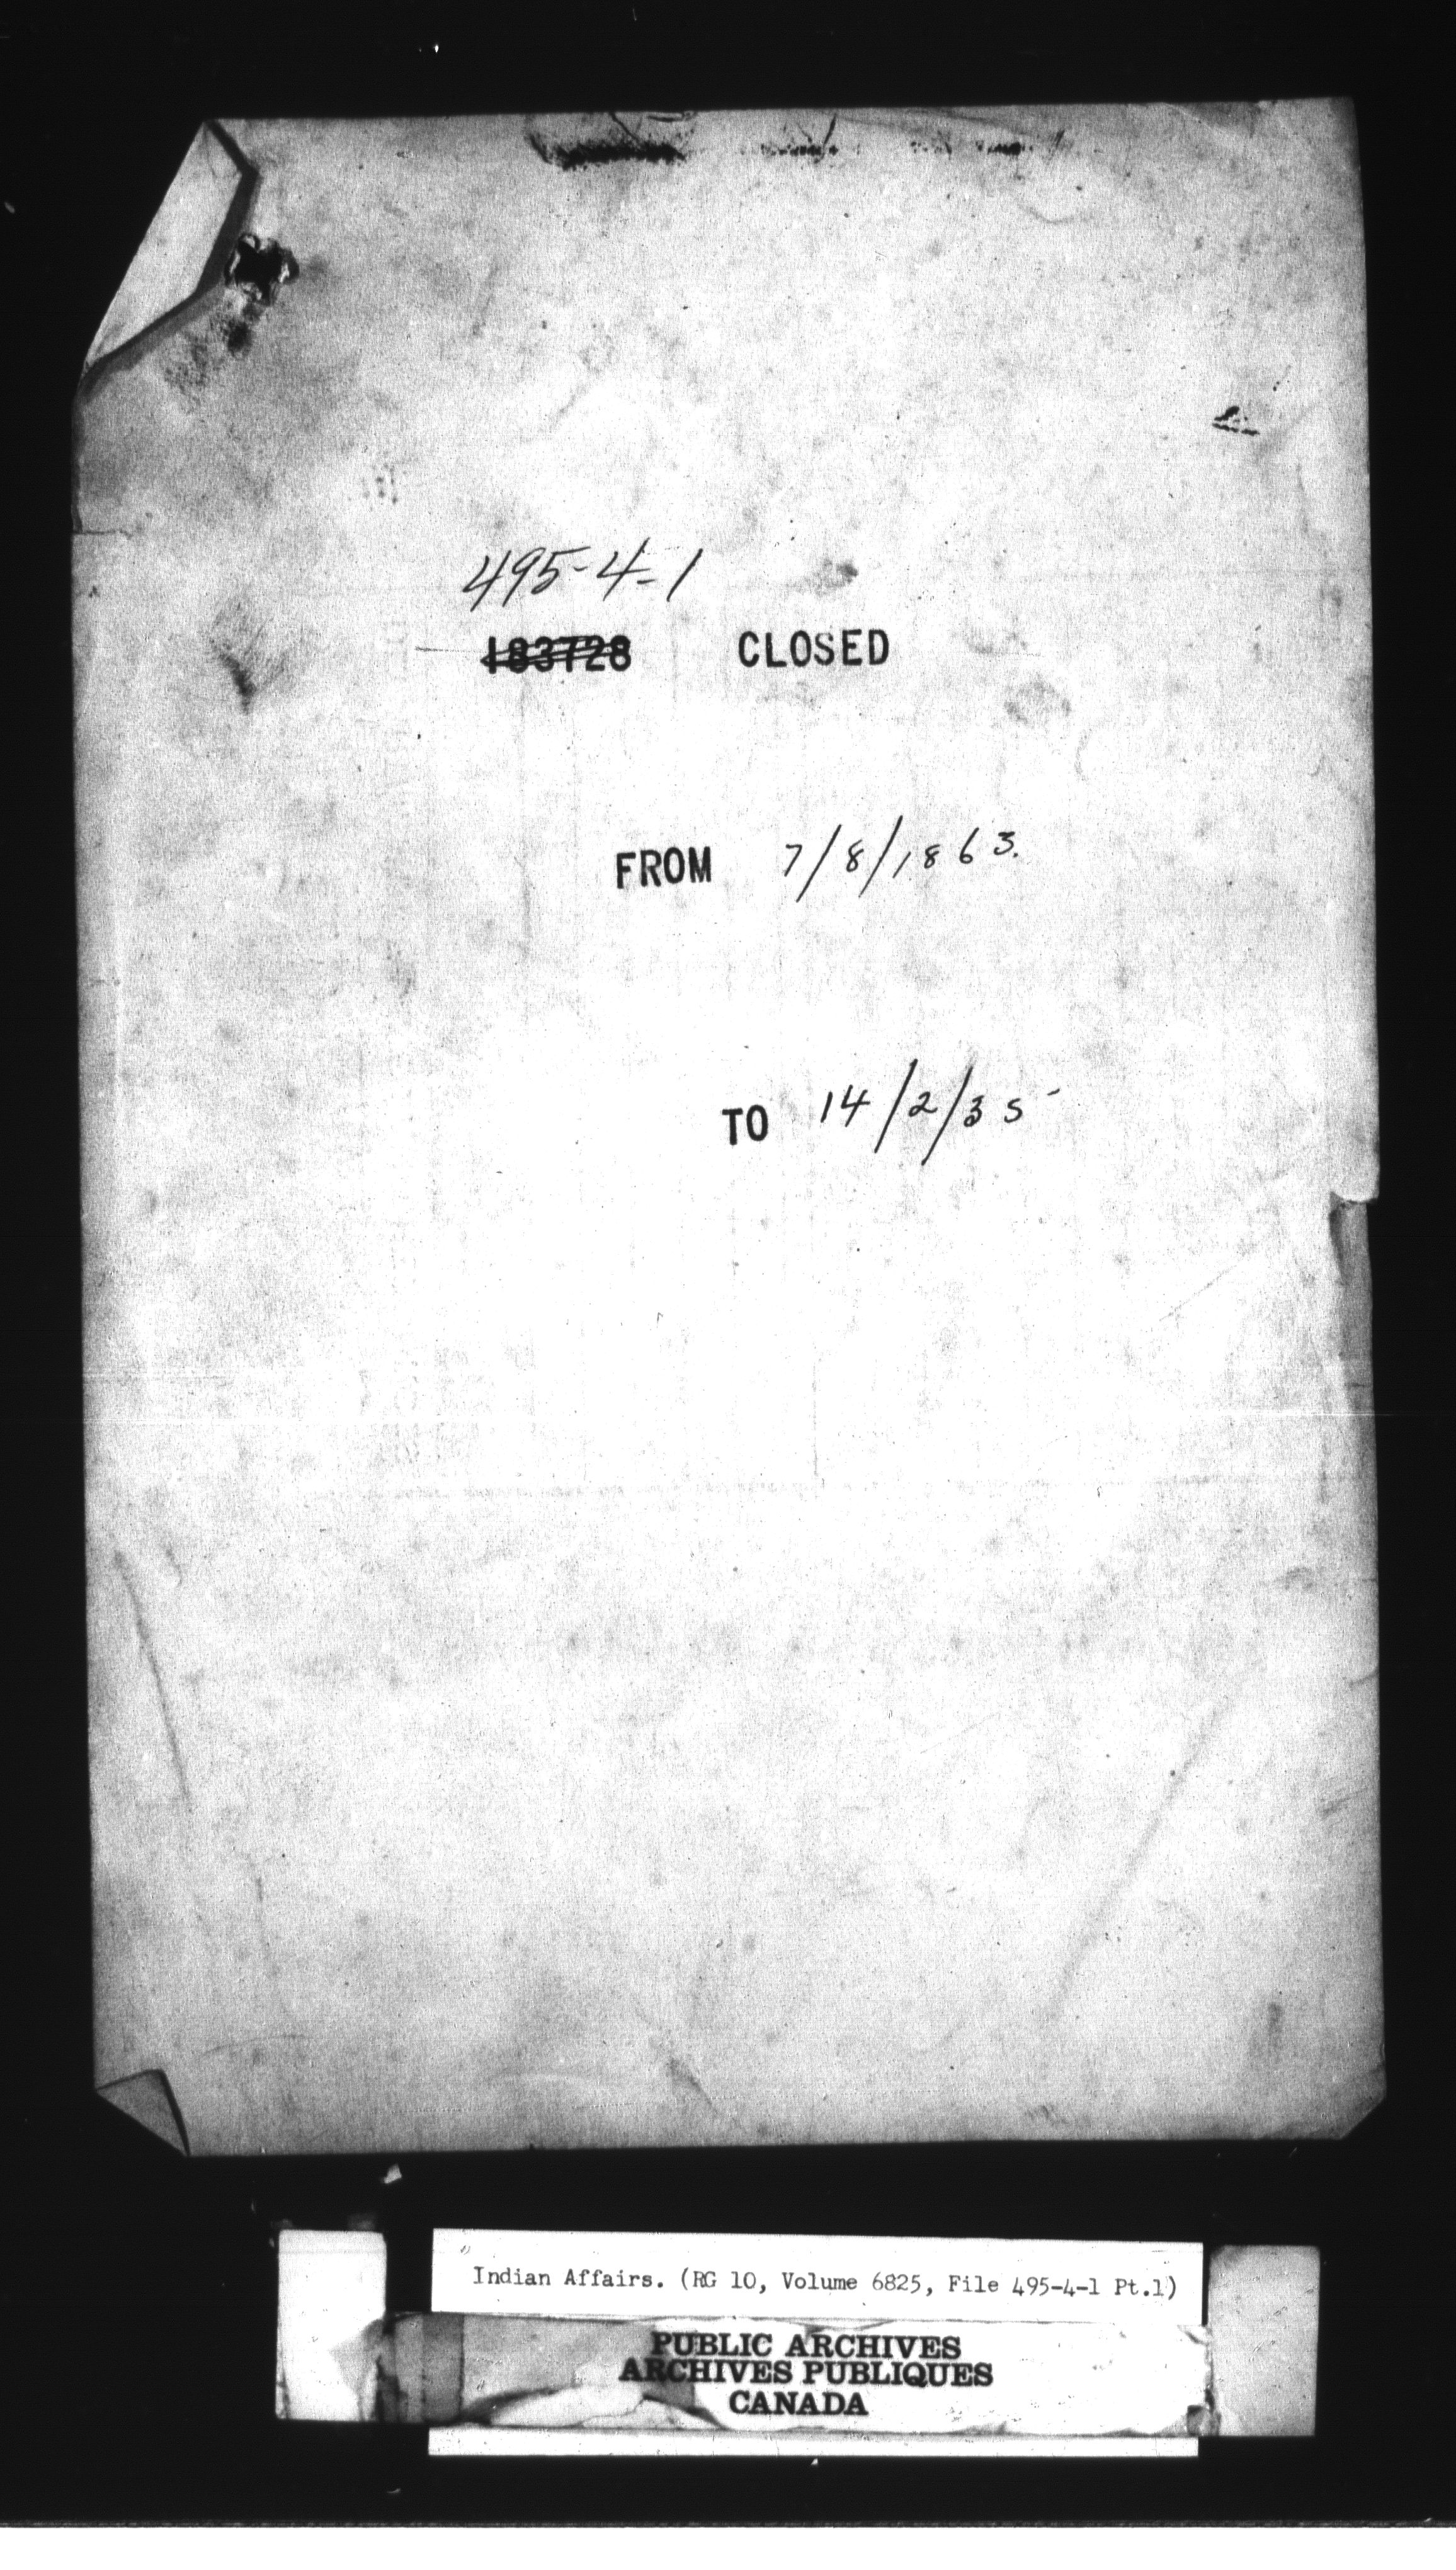 495-4-1
183728 CLOSED
FROM 7/8/1863.
TO 14/2/35
Indian Affairs. (RG 10, Volume 6825, File 495-4-1 Pt.1)
PUBLIC ARCHIVES
ARCHIVES PUBLIQUES
CANADA